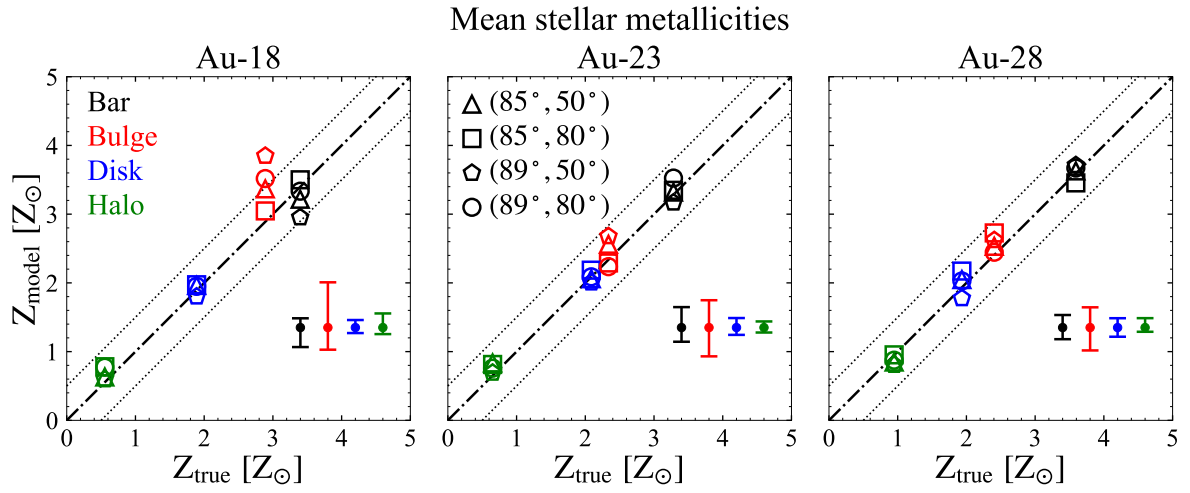 Mean stellar metallicities
Au-18 Au-23 Au-28
Bar
Bulge
Disk
Halo
(85°, 50°)
(85°, 80°)
(89°, 50°)
(89°, 80°)
Z_model [Z_⊙]
5
4
3
2
1
0
0 1 2 3 4 5
0 1 2 3 4 5
0 1 2 3 4 5
Z_true [Z_⊙] Z_true [Z_⊙] Z_true [Z_⊙]